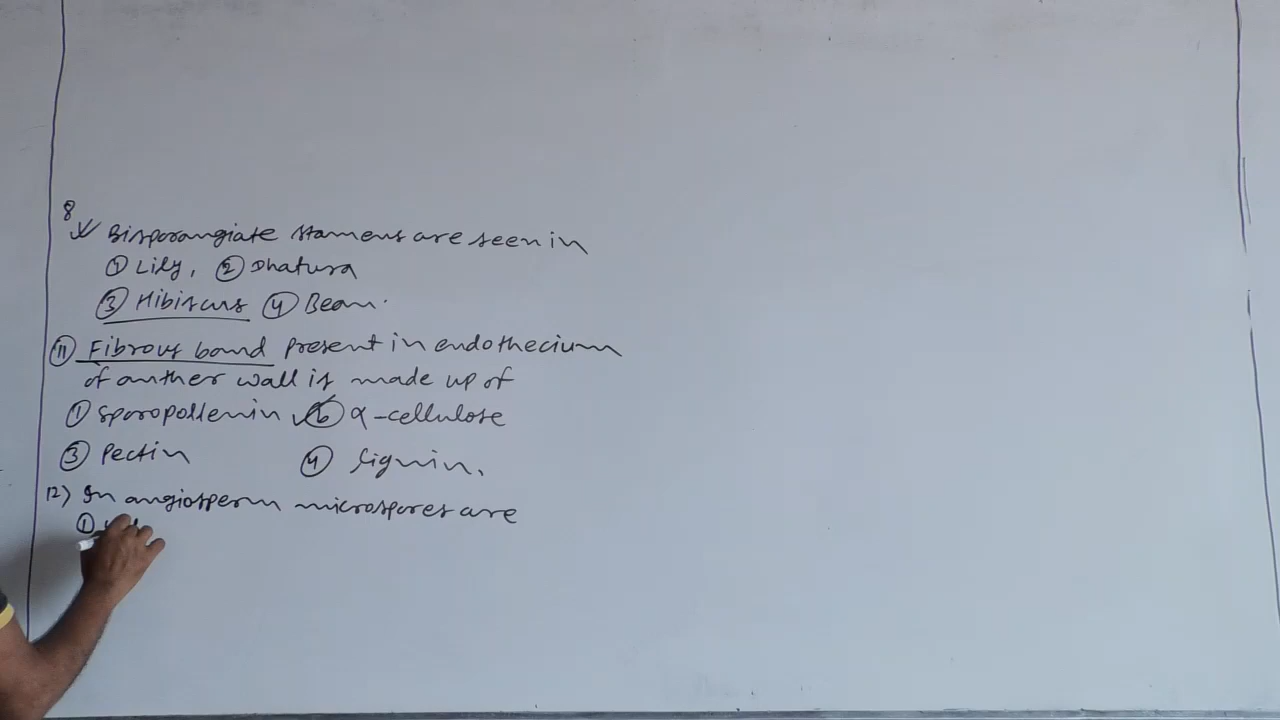 8
Bisporangiate stamens are seen in
① Lily, ② Dhatura
③ Hibiscus ④ Bean.
⑪ Fibrous band present in endothecium
of anther wall is made up of
① sporopollenin α-cellulose
③ Pectin ④ lignin.
12) In angiosperm microspores are
①